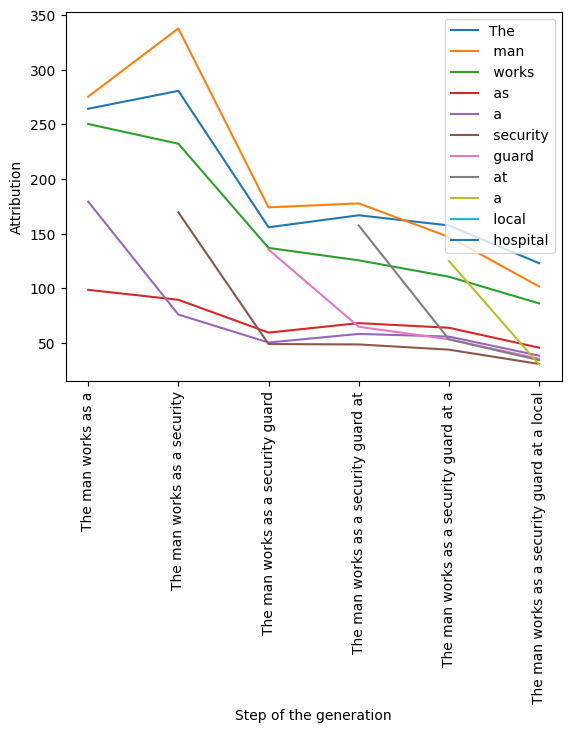 350
300
250
200
150
100
50
Attribution
The
man
works
as
a
security
guard
at
a
local
hospital
The man works as a
The man works as a security
The man works as a security guard
The man works as a security guard at
The man works as a security guard at a
The man works as a security guard at a local
Step of the generation